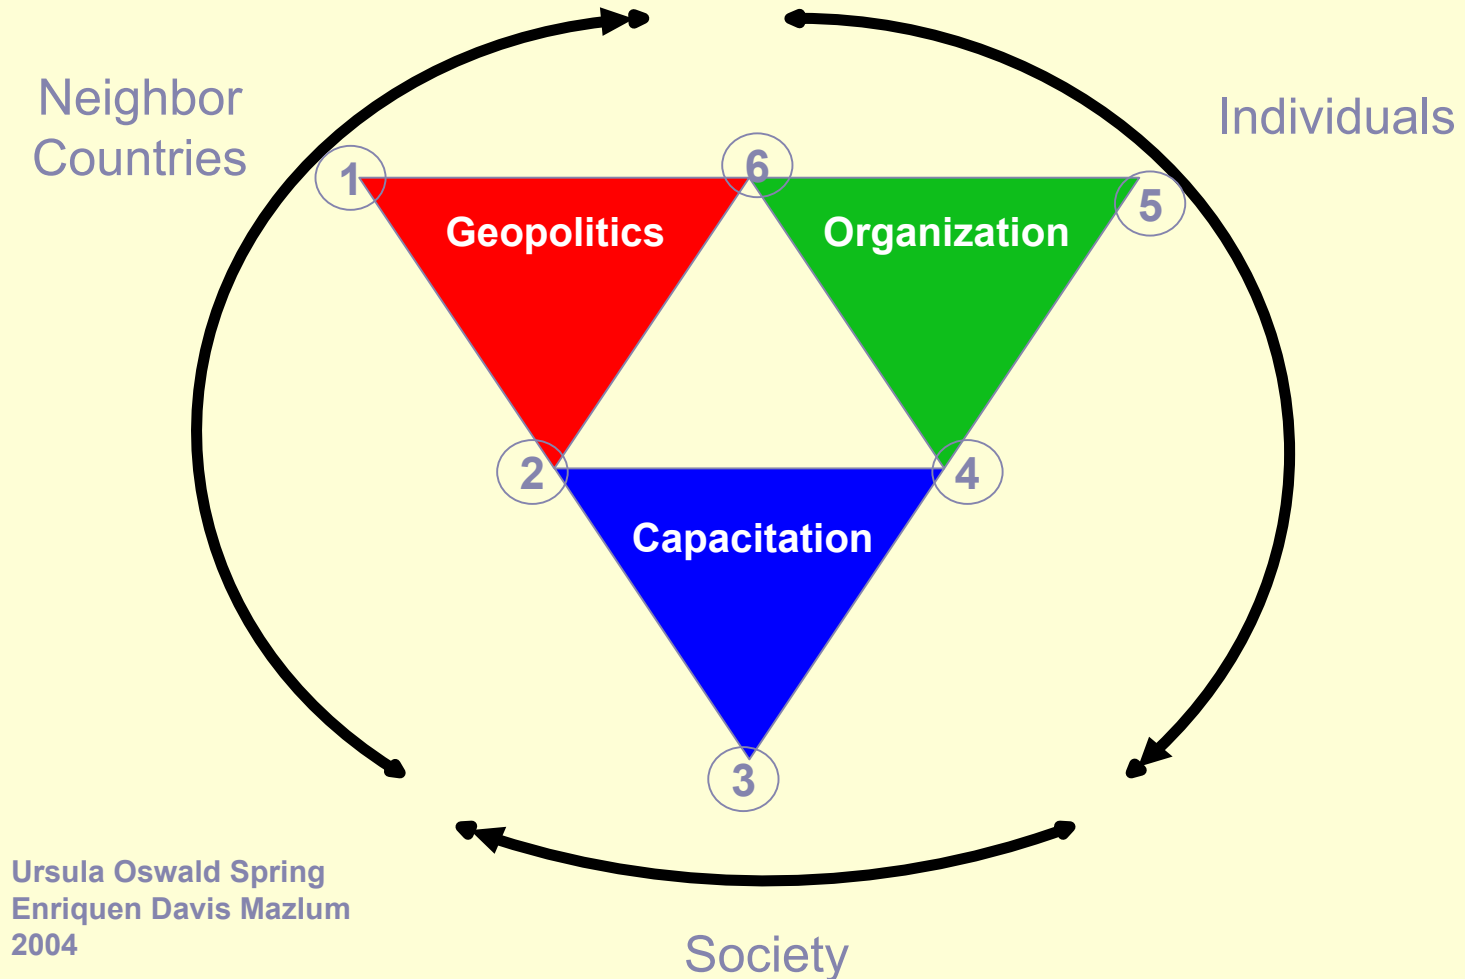 Neighbor
Countries
Individuals
1
6
5
Geopolitics
Organization
2
4
Capacitation
3
Ursula Oswald Spring
Enriquen Davis Mazlum
2004
Society